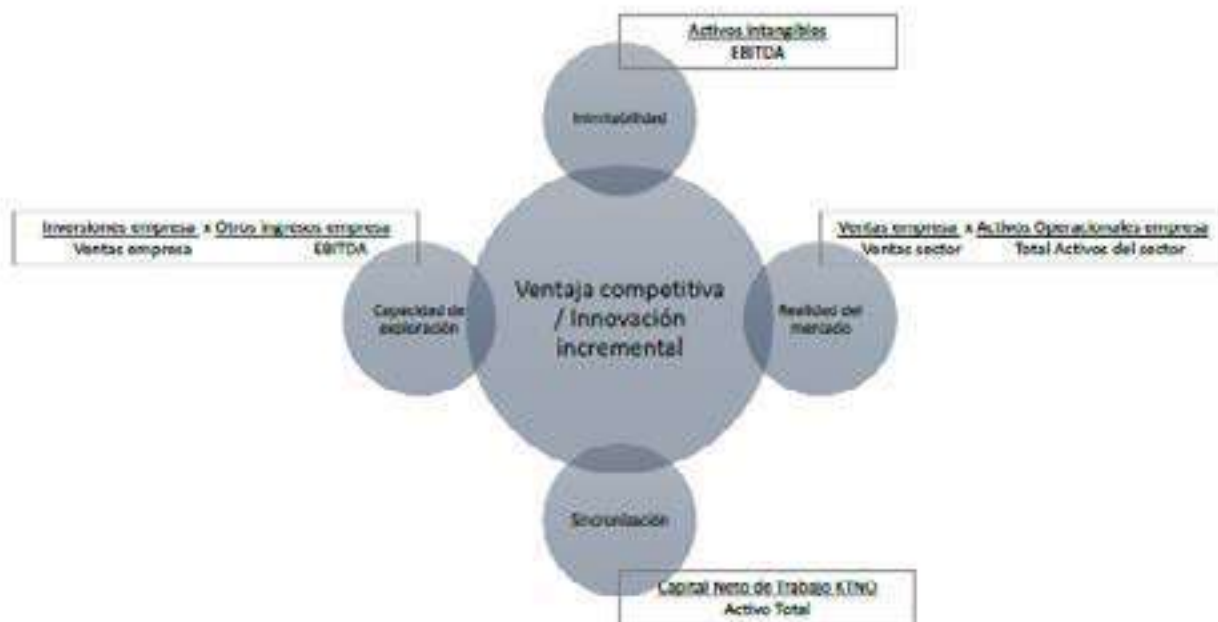 Activos Intangibles
EBITDA
Inimitabilidad
Inversiones empresa x Otros ingresos empresa
Ventas empresa EBITDA
Ventas empresa x Activos Operacionales empresa
Ventas sector Total Activos del sector
Capacidad de
exploración
Ventaja competitiva
/ Innovación
incremental
Realidad del
mercado
Sincronización
Capital Neto de Trabajo KTNO
Activo Total